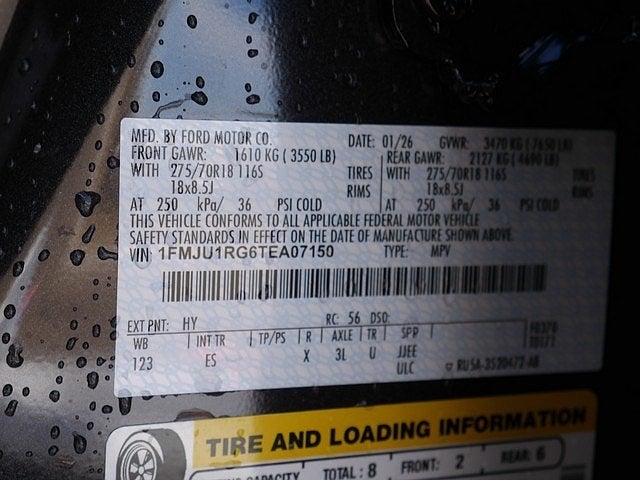 MFD. BY FORD MOTOR CO. DATE: 01/26 GVWR: 3470 KG ( 7650 LB)
FRONT GAWR: 1610 KG ( 3550 LB) REAR GAWR: 2127 KG ( 4690 LB)
WITH 275/70R18 116S TIRES WITH 275/70R18 116S TIRES
18x8.5J RIMS 18x8.5J RIMS
AT 250 kPa/ 36 PSI COLD AT 250 kPa/ 36 PSI COLD
THIS VEHICLE CONFORMS TO ALL APPLICABLE FEDERAL MOTOR VEHICLE
SAFETY STANDARDS IN EFFECT ON THE DATE OF MANUFACTURE SHOWN ABOVE.
VIN: 1FMJU1RG6TEA07150 TYPE: MPV
EXT PNT: HY RC: 56 DSO:
WB INT TR TP/PS R AXLE TR SPR
123 ES X 3L U JJEE
ULC
TIRE AND LOADING INFORMATION
CAPACITY TOTAL : 8 FRONT: 2 REAR: 6